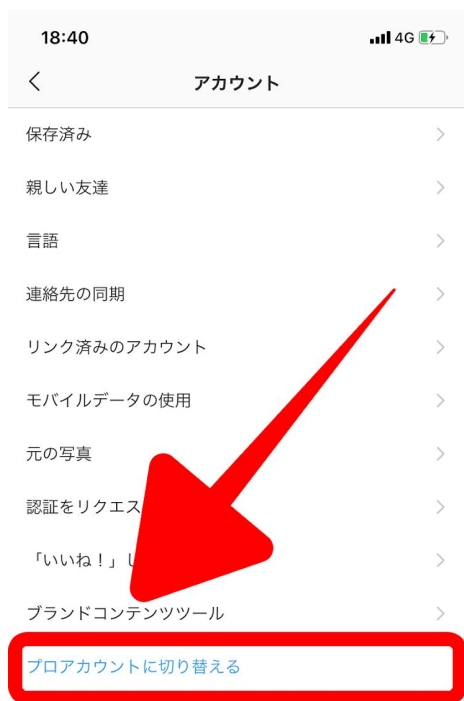 18:40
4G
アカウント
保存済み
親しい友達
言語
連絡先の同期
リンク済みのアカウント
モバイルデータの使用
元の写真
認証をリクエス
「いいね！」し
ブランドコンテンツツール
プロアカウントに切り替える